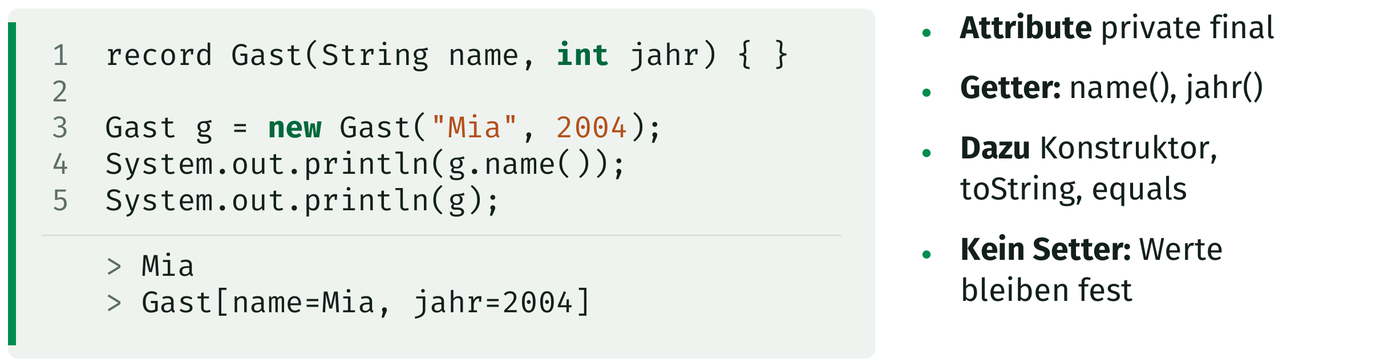 1 record Gast(String name, int jahr) { }
2
3 Gast g = new Gast("Mia", 2004);
4 System.out.println(g.name());
5 System.out.println(g);
> Mia
> Gast[name=Mia, jahr=2004]
• Attribute private final
• Getter: name(), jahr()
• Dazu Konstruktor,
toString, equals
• Kein Setter: Werte
bleiben fest